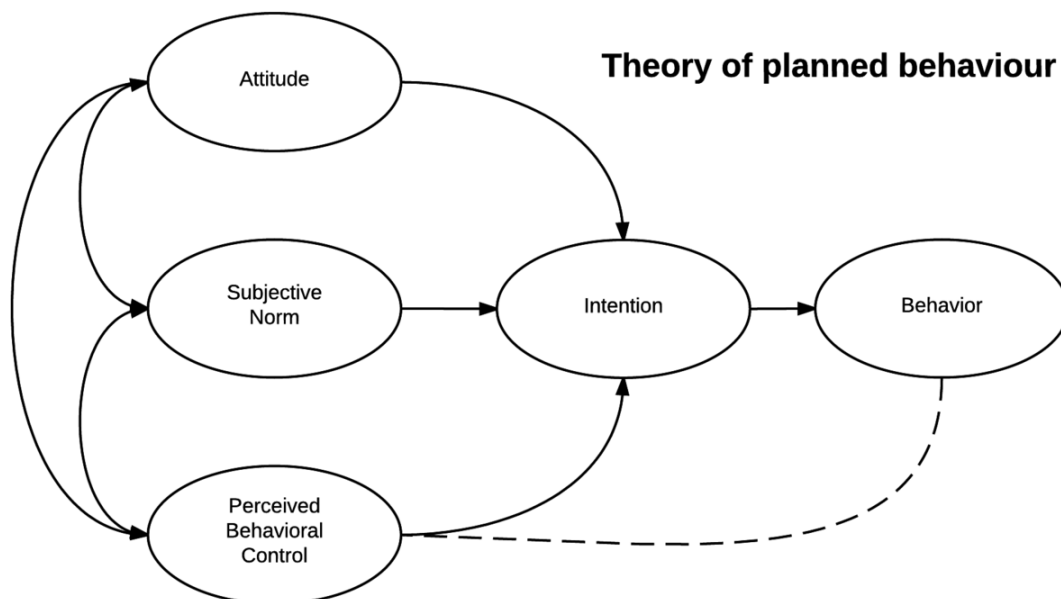 Theory of planned behaviour
Attitude
Subjective
Norm
Intention
Behavior
Perceived
Behavioral
Control